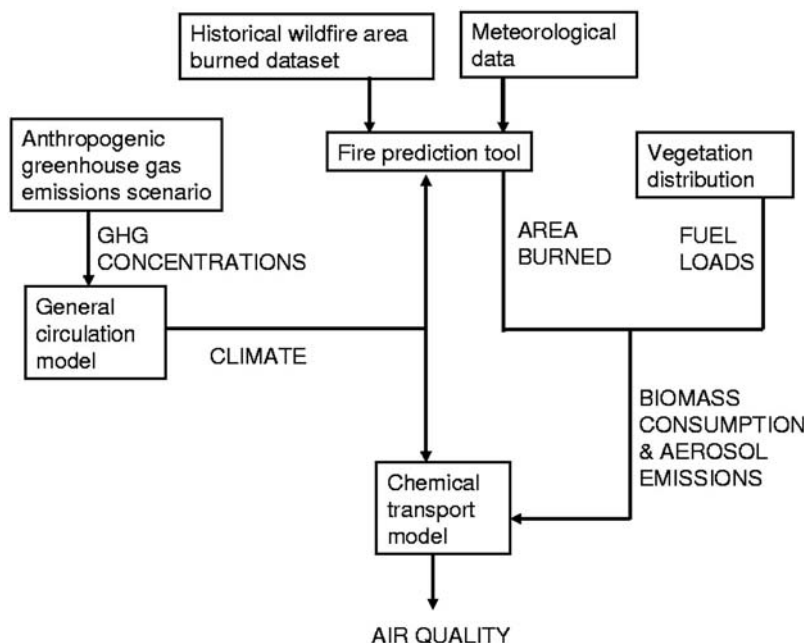 Historical wildfire area
burned dataset
Meteorological
data
Anthropogenic
greenhouse gas
emissions scenario
Fire prediction tool
Vegetation
distribution
GHG
CONCENTRATIONS
AREA
BURNED
FUEL
LOADS
General
circulation
model
CLIMATE
BIOMASS
CONSUMPTION
& AEROSOL
EMISSIONS
Chemical
transport
model
AIR QUALITY